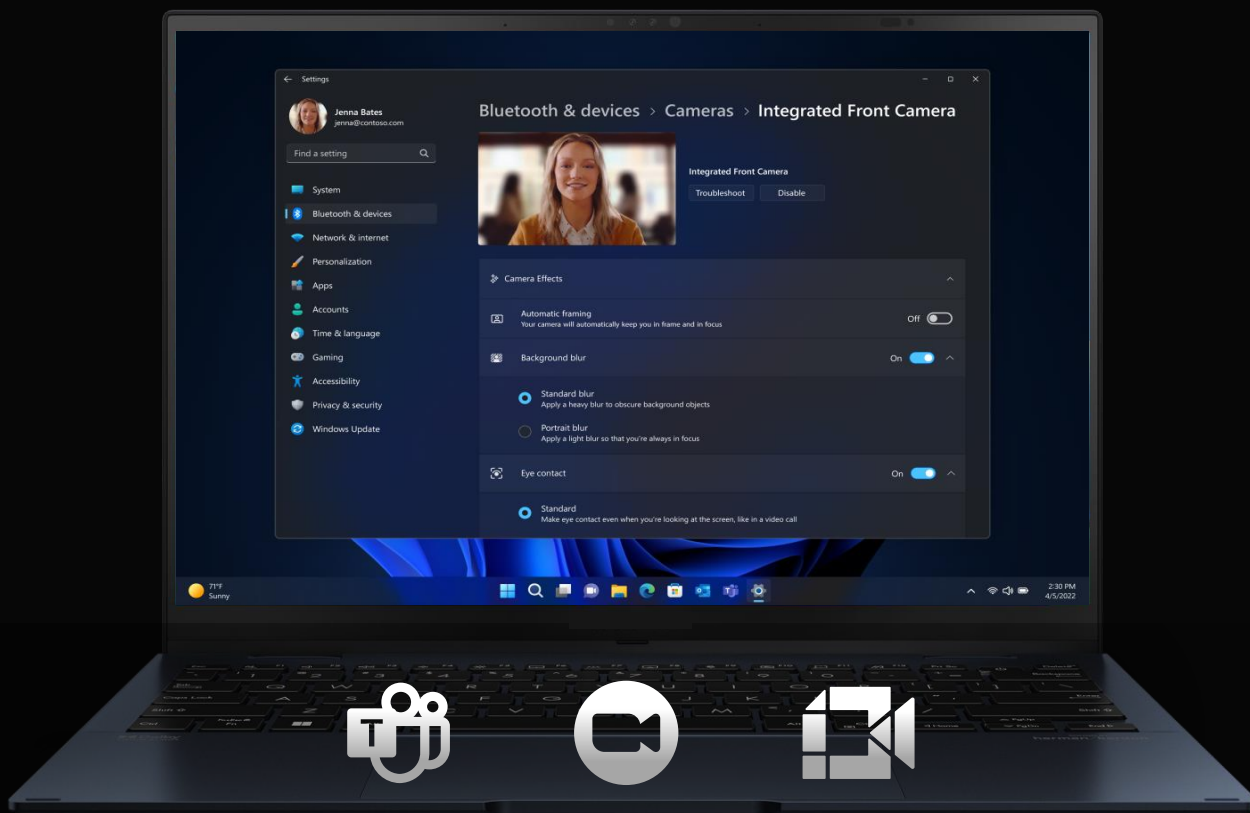 Settings
Jenna Bates
jenna@contoso.com
Find a setting
System
Bluetooth & devices
Network & internet
Personalization
Apps
Accounts
Time & language
Gaming
Accessibility
Privacy & security
Windows Update
Bluetooth & devices › Cameras › Integrated Front Camera
Integrated Front Camera
Troubleshoot Disable
Camera Effects
Automatic framing
Your camera will automatically keep you in frame and in focus
Off
Background blur
On
Standard blur
Apply a heavy blur to obscure background objects
Portrait blur
Apply a light blur so that you're always in focus
Eye contact
On
Standard
Make eye contact even when you're looking at the screen, like in a video call
71°F
Sunny
2:30 PM
4/5/2022
T